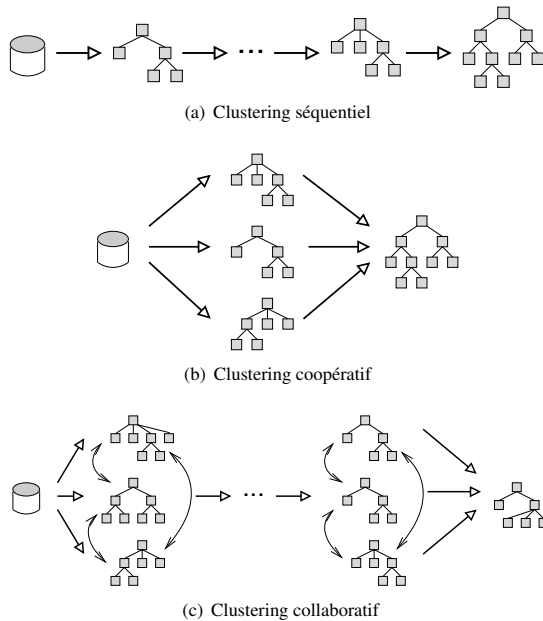 (a) Clustering séquentiel
(b) Clustering coopératif
(c) Clustering collaboratif